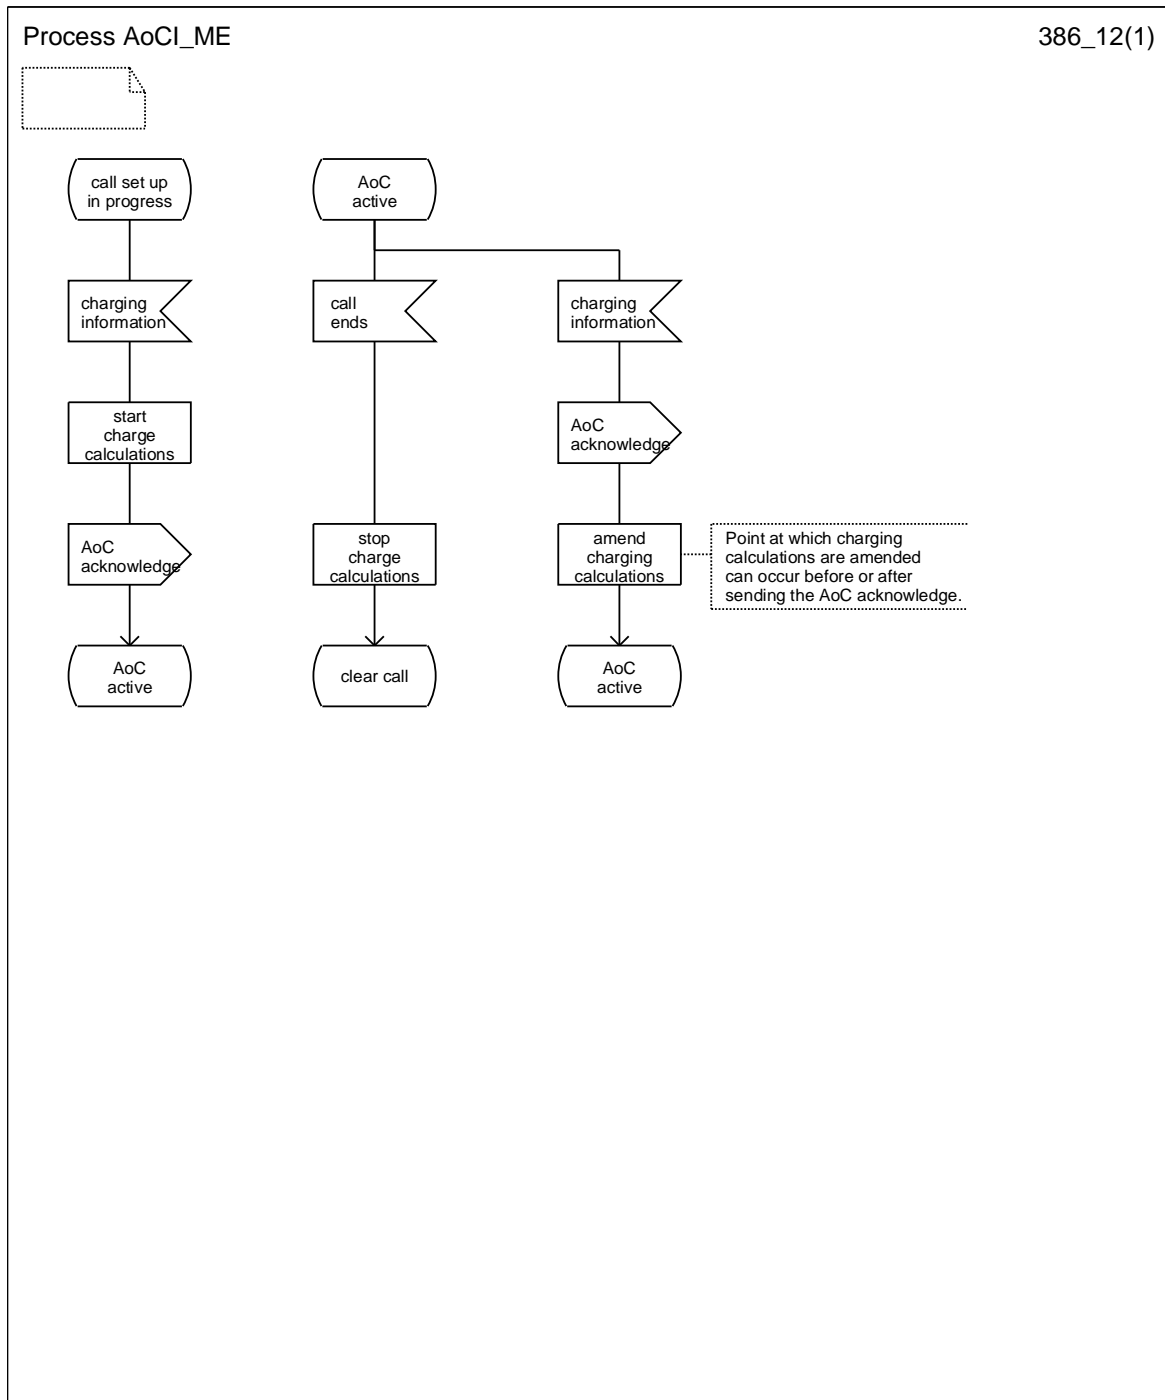 Process AoCI_ME
386_12(1)
call set up
in progress
charging
information
start
charge
calculations
AoC
acknowledge
AoC
active
AoC
active
call
ends
stop
charge
calculations
clear call
charging
information
AoC
acknowledge
amend
charging
calculations
Point at which charging
calculations are amended
can occur before or after
sending the AoC acknowledge.
AoC
active